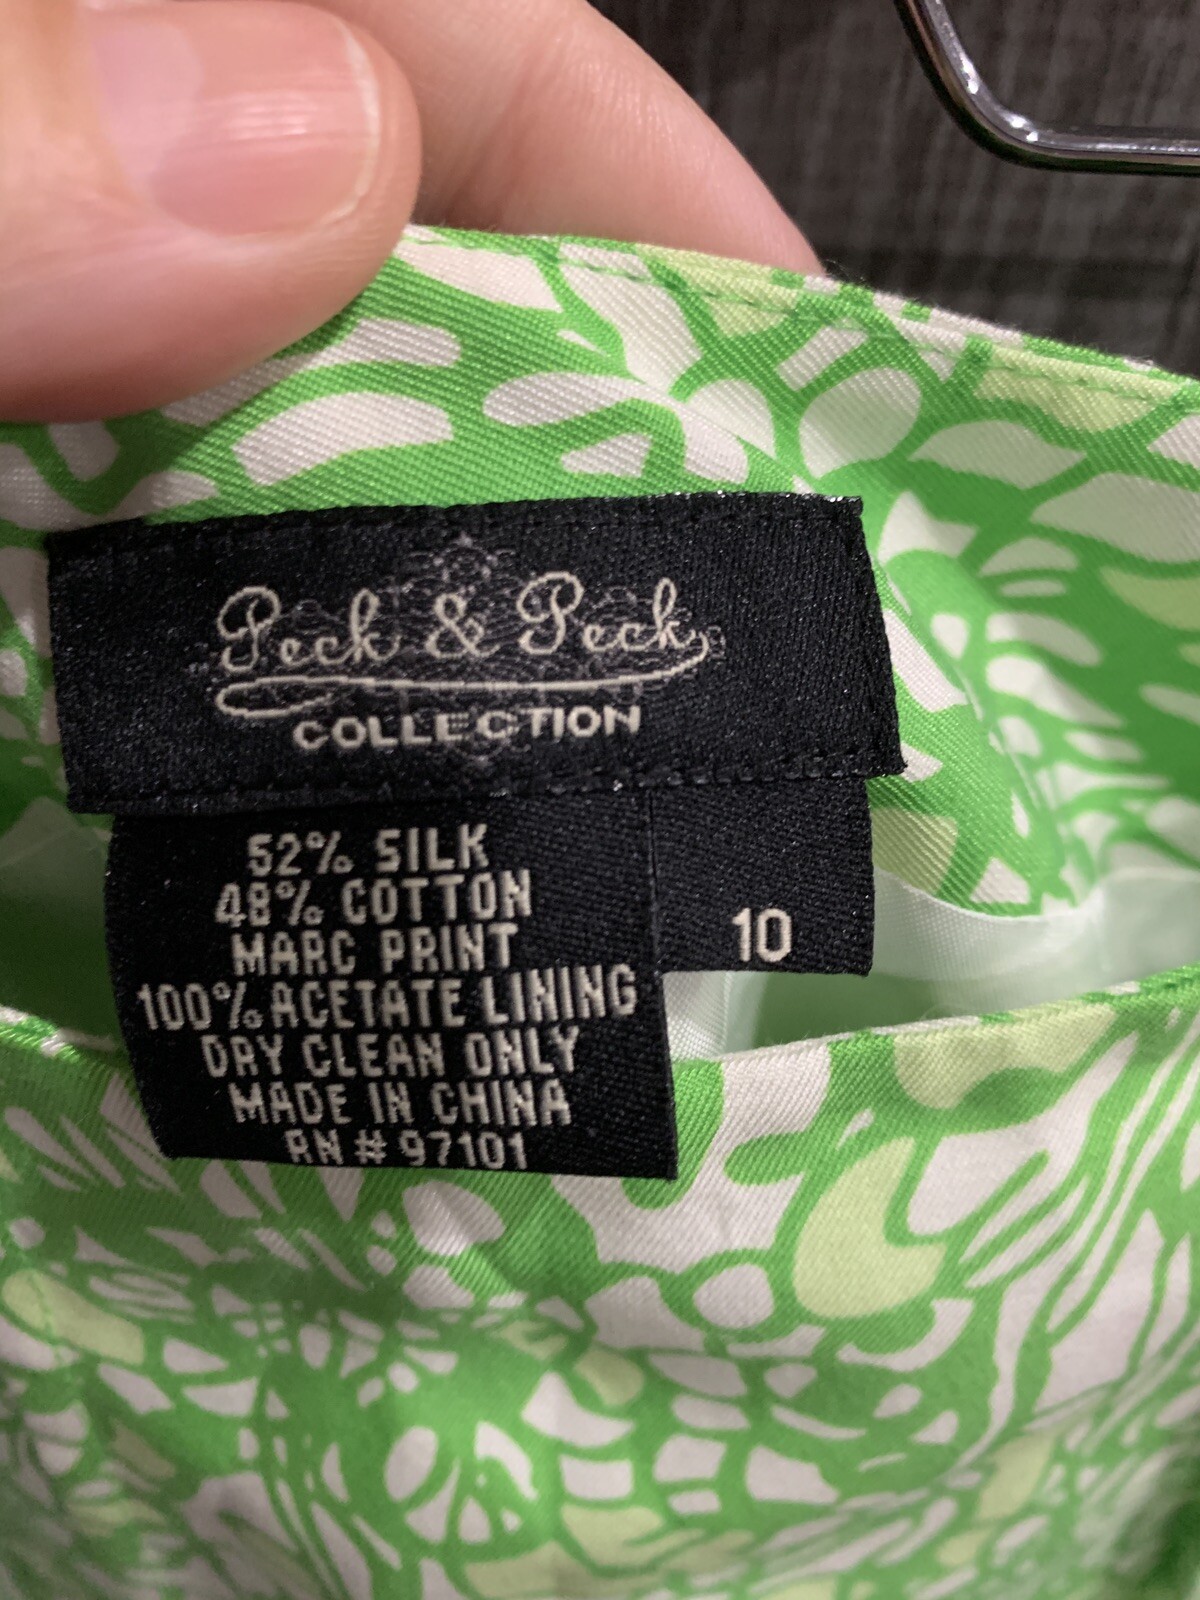 Peck & Peck
COLLECTION
52% SILK
48% COTTON
MARC PRINT
100% ACETATE LINING
DRY CLEAN ONLY
MADE IN CHINA
RN # 97101
10